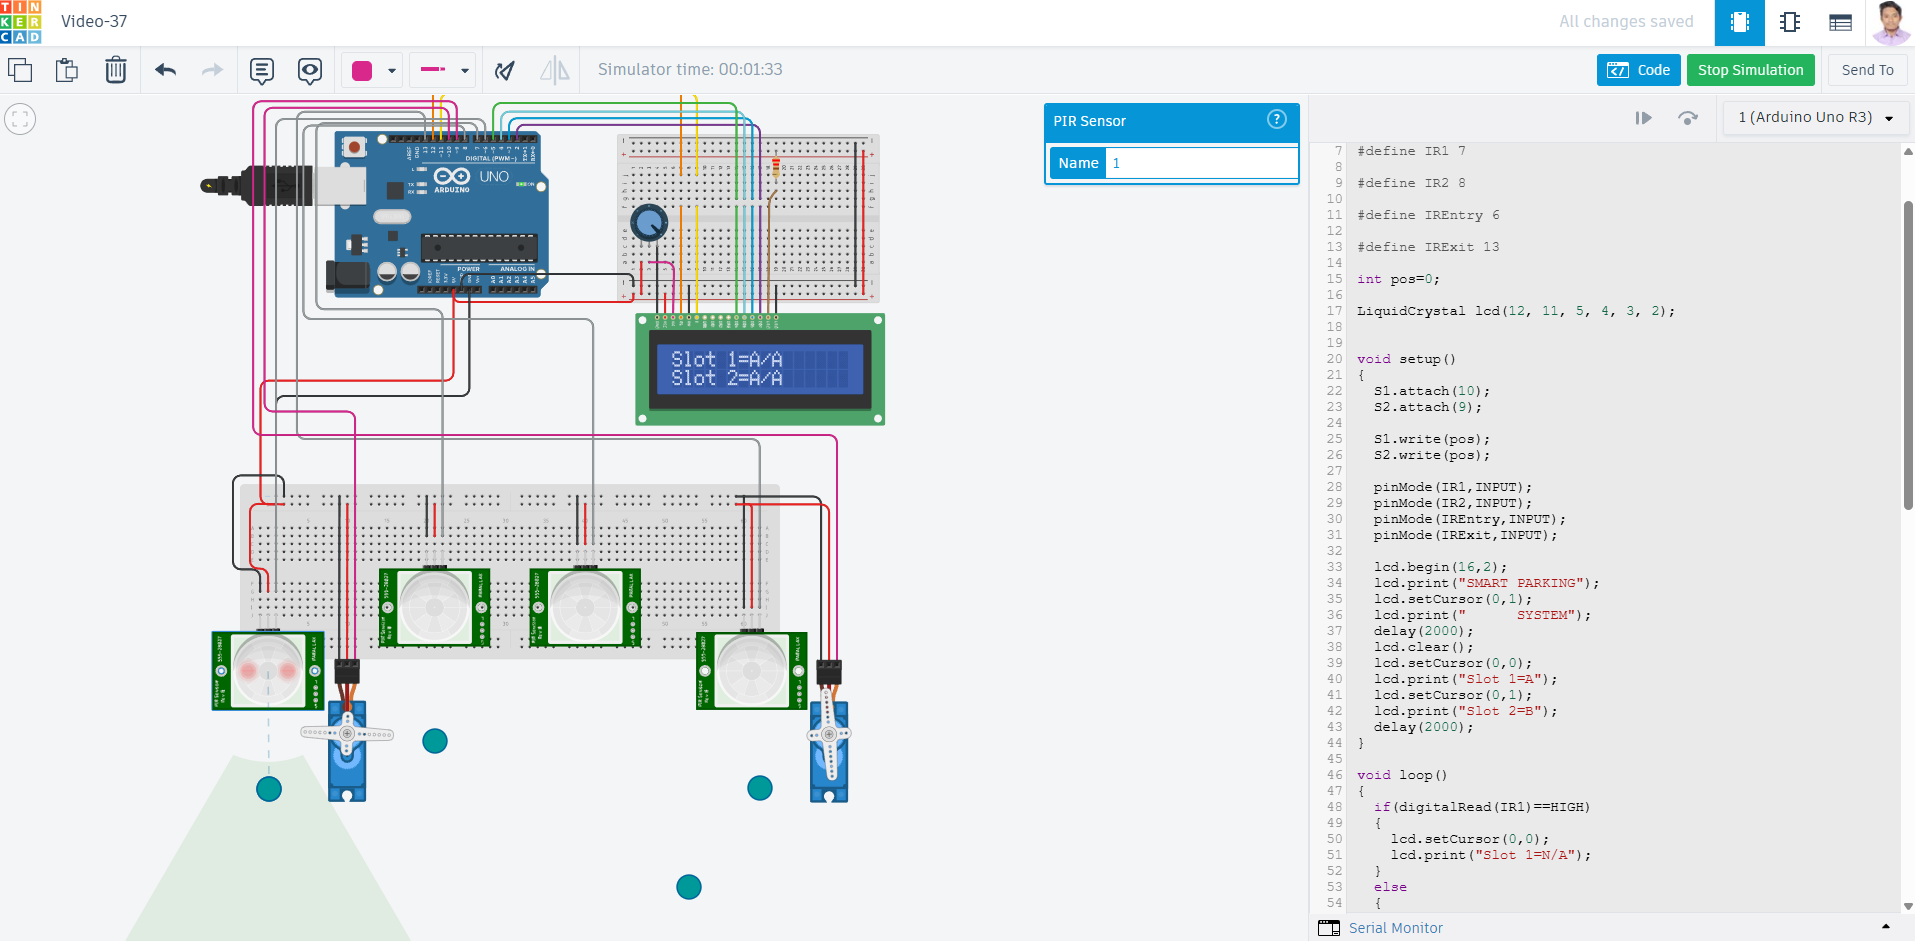 TIN
KER
CAD
Video-37
All changes saved
Simulator time: 00:01:33
Code
Stop Simulation
Send To
PIR Sensor
?
Name 1
1 (Arduino Uno R3)
DIGITAL (PWM~)
UNO
ARDUINO
POWER
ANALOG IN
Slot 1=A/A
Slot 2=A/A
7 #define IR1 7
8
9 #define IR2 8
10
11 #define IREntry 6
12
13 #define IRExit 13
14
15 int pos=0;
16
17 LiquidCrystal lcd(12, 11, 5, 4, 3, 2);
18
19
20 void setup()
21 {
22 S1.attach(10);
23 S2.attach(9);
24
25 S1.write(pos);
26 S2.write(pos);
27
28 pinMode(IR1,INPUT);
29 pinMode(IR2,INPUT);
30 pinMode(IREntry,INPUT);
31 pinMode(IRExit,INPUT);
32
33 lcd.begin(16,2);
34 lcd.print("SMART PARKING");
35 lcd.setCursor(0,1);
36 lcd.print("      SYSTEM");
37 delay(2000);
38 lcd.clear();
39 lcd.setCursor(0,0);
40 lcd.print("Slot 1=A");
41 lcd.setCursor(0,1);
42 lcd.print("Slot 2=B");
43 delay(2000);
44 }
45
46 void loop()
47 {
48 if(digitalRead(IR1)==HIGH)
49 {
50 lcd.setCursor(0,0);
51 lcd.print("Slot 1=N/A");
52 }
53 else
54 {
Serial Monitor